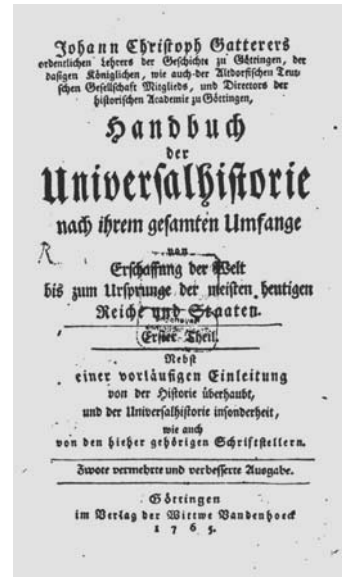 Johann Christoph Gatterers
ordentlichen Lehrers der Geschichte zu Göttingen, der
dasigen Königlichen, wie auch der Altdorfischen Teut-
schen Gesellschaft Mitglieds, und Directors der
historischen Academie zu Göttingen,
Handbuch
der
Universalhistorie
nach ihrem gesamten Umfange
von
Erschaffung der Welt
bis zum Ursprunge der meisten heutigen
Reiche und Staaten.
Erster Theil.
Nebst
einer vorläufigen Einleitung
von der Historie überhaubt,
und der Universalhistorie insonderheit,
wie auch
von den hieher gehörigen Schriftstellern.
Zwote vermehrte und verbesserte Ausgabe.
Göttingen
im Verlag der Wittwe Vandenhoeck
1765.